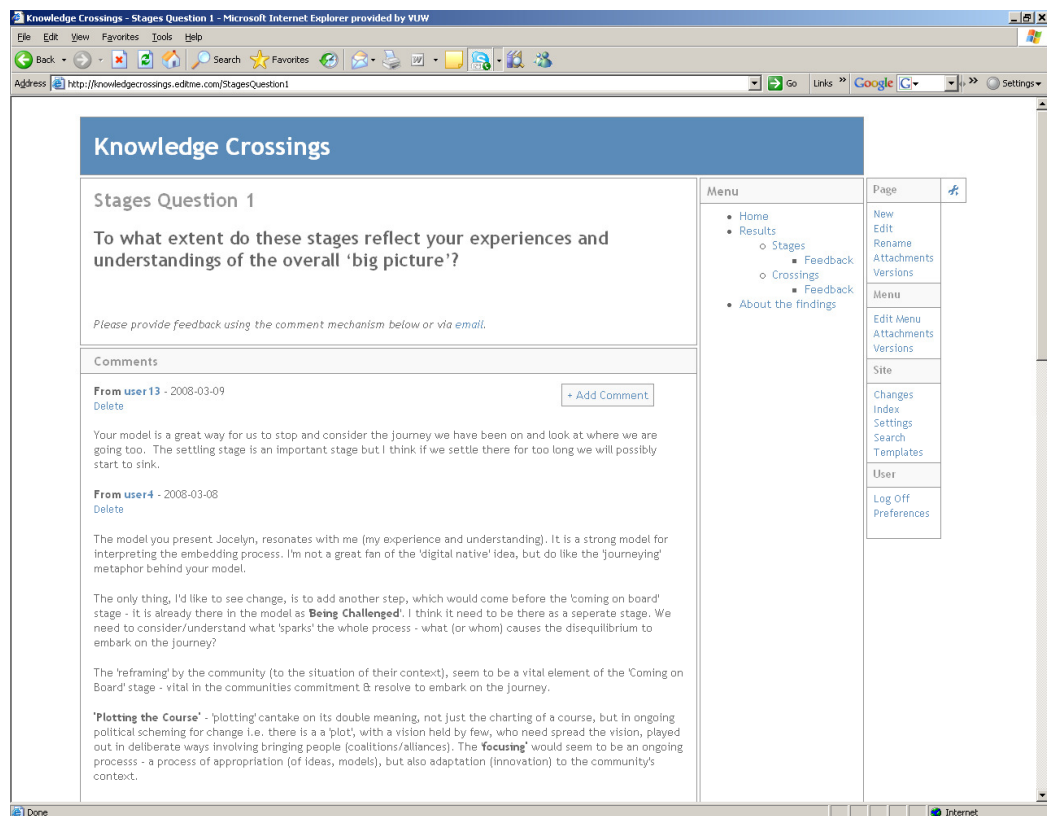 Knowledge Crossings - Stages Question 1 - Microsoft Internet Explorer provided by VUW
File Edit View Favorites Tools Help
Back Search Favorites
Address http://knowledgecrossings.editme.com/StagesQuestion1 Go Links » Google G Settings
Knowledge Crossings
Stages Question 1
To what extent do these stages reflect your experiences and
understandings of the overall ‘big picture’?
Please provide feedback using the comment mechanism below or via email.
Comments
From user13 - 2008-03-09
+ Add Comment
Delete
Your model is a great way for us to stop and consider the journey we have been on and look at where we are
going too. The settling stage is an important stage but I think if we settle there for too long we will possibly
start to sink.
From user4 - 2008-03-08
Delete
The model you present Jocelyn, resonates with me (my experience and understanding). It is a strong model for
interpreting the embedding process. I'm not a great fan of the 'digital native' idea, but do like the 'journeying'
metaphor behind your model.
The only thing, I'd like to see change, is to add another step, which would come before the 'coming on board'
stage - it is already there in the model as 'Being Challenged'. I think it need to be there as a seperate stage. We
need to consider/understand what 'sparks' the whole process - what (or whom) causes the disequilibrium to
embark on the journey?
The 'reframing' by the community (to the situation of their context), seem to be a vital element of the 'Coming on
Board' stage - vital in the communities commitment & resolve to embark on the journey.
'Plotting the Course' - 'plotting' cantake on its double meaning, not just the charting of a course, but in ongoing
political scheming for change i.e. there is a a 'plot', with a vision held by few, who need spread the vision, played
out in deliberate ways involving bringing people (coalitions/alliances). The 'focusing' would seem to be an ongoing
processs - a process of appropriation (of ideas, models), but also adaptation (innovation) to the community's
context.
Menu
Home
Results
Stages
Feedback
Crossings
Feedback
About the findings
Page
New
Edit
Rename
Attachments
Versions
Menu
Edit Menu
Attachments
Versions
Site
Changes
Index
Settings
Search
Templates
User
Log Off
Preferences
Done Internet